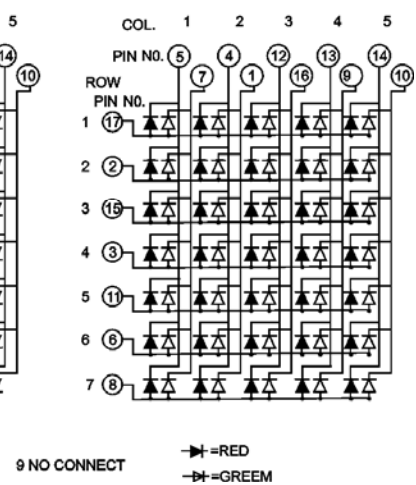 5 COL. 1 2 3 4 5
14 PIN N0. 5 4 12 13 14
10 ROW 7 1 16 9 10
PIN N0.
1 17
2 2
3 15
4 3
5 11
6 6
7 8
9 NO CONNECT
=RED
=GREEM